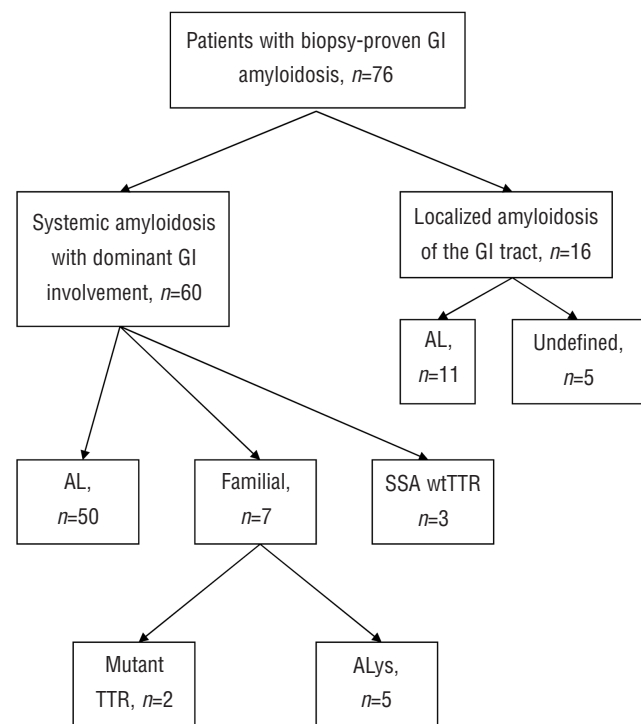 Patients with biopsy-proven GI
amyloidosis, n=76
Systemic amyloidosis
with dominant GI
involvement, n=60
Localized amyloidosis
of the GI tract, n=16
AL,
n=11
Undefined,
n=5
AL,
n=50
Familial,
n=7
SSA wtTTR
n=3
Mutant
TTR, n=2
ALys,
n=5